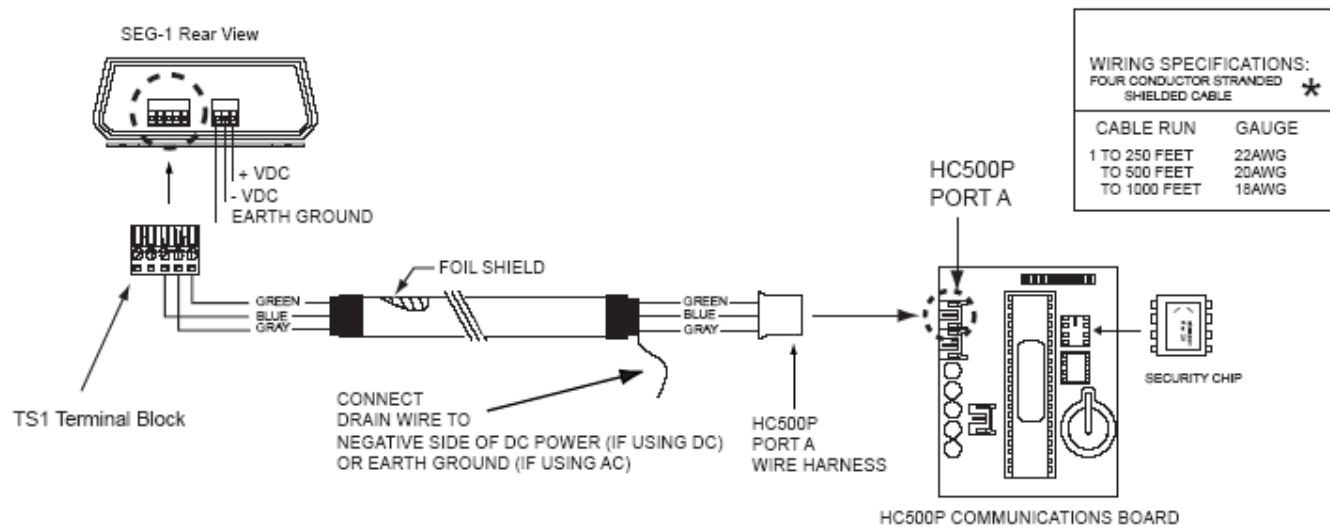 SEG-1 Rear View
+ VDC
- VDC
EARTH GROUND
FOIL SHIELD
GREEN
BLUE
GRAY
GREEN
BLUE
GRAY
TS1 Terminal Block
CONNECT
DRAIN WIRE TO
NEGATIVE SIDE OF DC POWER (IF USING DC)
OR EARTH GROUND (IF USING AC)
HC500P
PORT A
WIRE HARNESS
HC500P
PORT A
WIRING SPECIFICATIONS:
FOUR CONDUCTOR STRANDED
SHIELDED CABLE *
CABLE RUN GAUGE
1 TO 250 FEET 22AWG
TO 500 FEET 20AWG
TO 1000 FEET 18AWG
SECURITY CHIP
HC500P COMMUNICATIONS BOARD